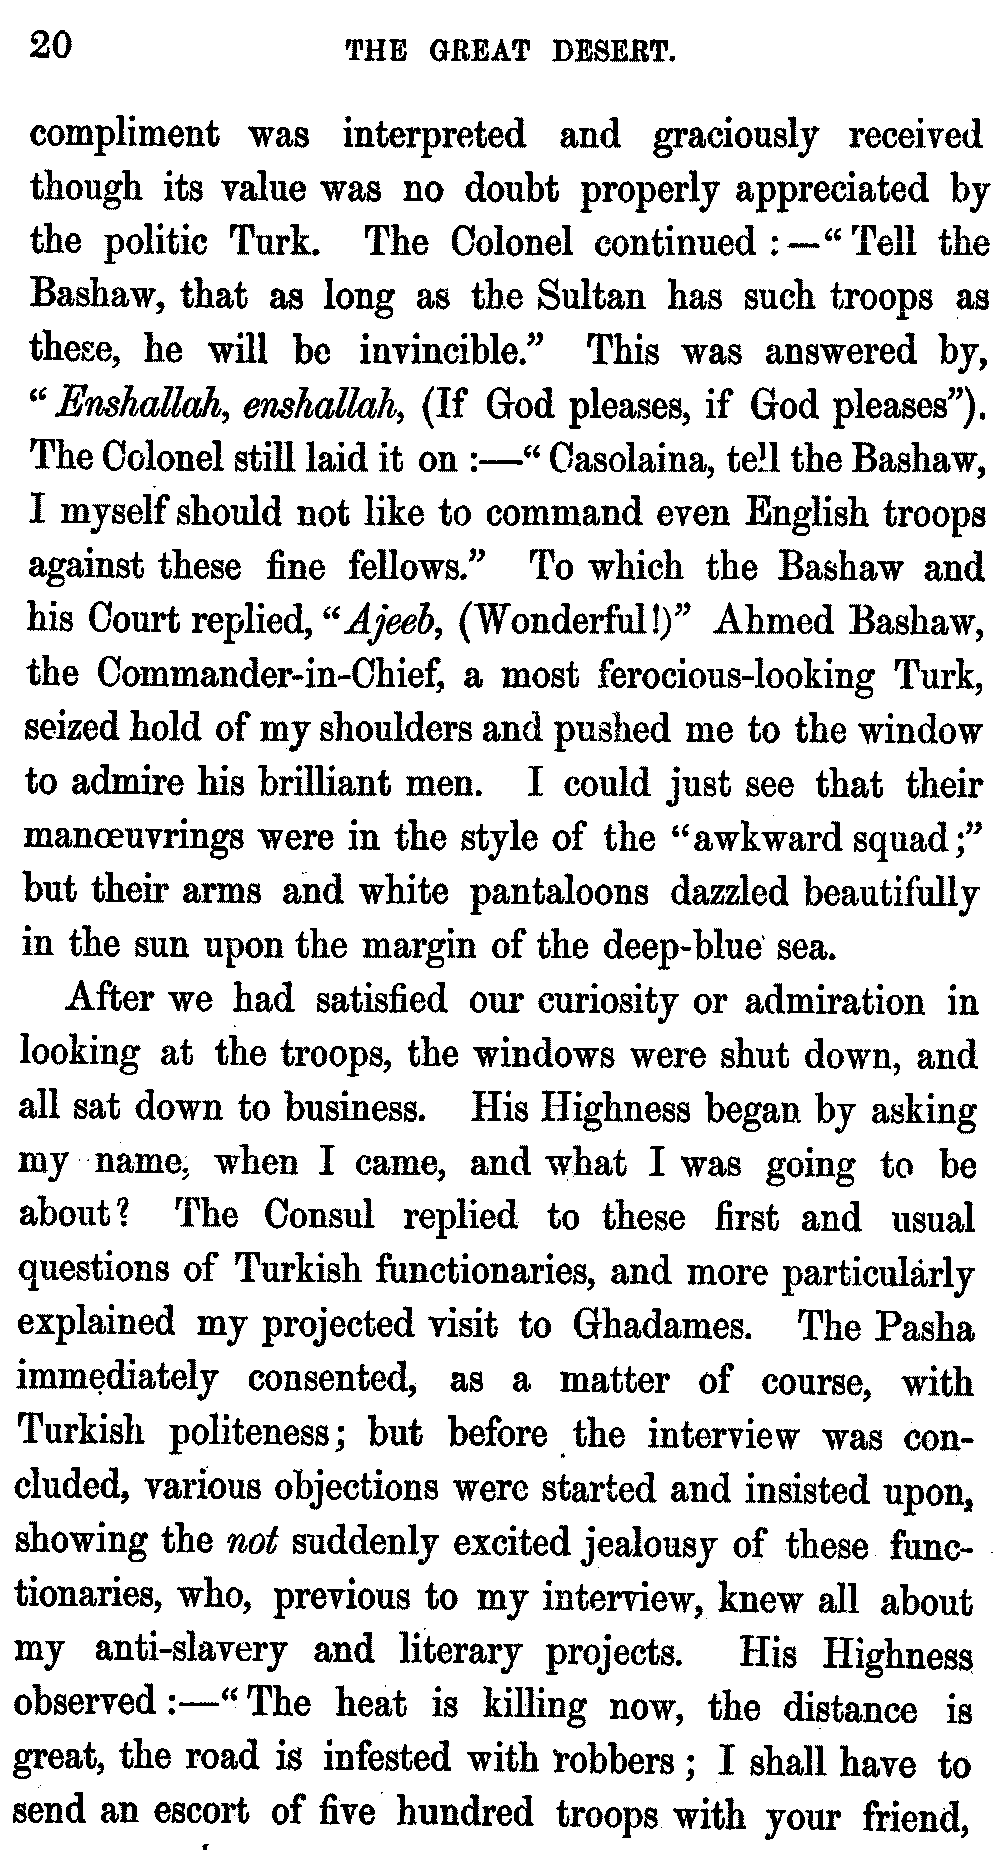 20 THE GREAT DESERT.
compliment was interpreted and graciously received
though its value was no doubt properly appreciated by
the politic Turk. The Colonel continued :—“Tell the
Bashaw, that as long as the Sultan has such troops as
these, he will be invincible.” This was answered by,
“Enshallah, enshallah, (If God pleases, if God pleases”).
The Colonel still laid it on :—“Casolaina, tell the Bashaw,
I myself should not like to command even English troops
against these fine fellows.” To which the Bashaw and
his Court replied, “Ajeeb, (Wonderful!)” Ahmed Bashaw,
the Commander-in-Chief, a most ferocious-looking Turk,
seized hold of my shoulders and pushed me to the window
to admire his brilliant men. I could just see that their
manœuvrings were in the style of the “awkward squad;”
but their arms and white pantaloons dazzled beautifully
in the sun upon the margin of the deep-blue sea.
After we had satisfied our curiosity or admiration in
looking at the troops, the windows were shut down, and
all sat down to business. His Highness began by asking
my name, when I came, and what I was going to be
about? The Consul replied to these first and usual
questions of Turkish functionaries, and more particularly
explained my projected visit to Ghadames. The Pasha
immediately consented, as a matter of course, with
Turkish politeness; but before the interview was con-
cluded, various objections were started and insisted upon,
showing the not suddenly excited jealousy of these func-
tionaries, who, previous to my interview, knew all about
my anti-slavery and literary projects. His Highness
observed :—“The heat is killing now, the distance is
great, the road is infested with robbers; I shall have to
send an escort of five hundred troops with your friend,